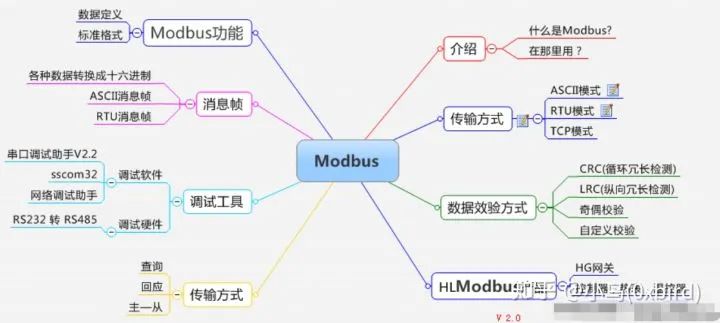 Modbus
Modbus功能
数据定义
标准格式
消息帧
各种数据转换成十六进制
ASCII消息帧
RTU消息帧
调试工具
调试软件
串口调试助手V2.2
sscom32
网络调试助手
调试硬件
RS232 转 RS485
传输方式
查询
回应
主—从
介绍
什么是Modbus?
在那里用？
传输方式
ASCII模式
RTU模式
TCP模式
数据效验方式
CRC(循环冗长检测)
LRC(纵向冗长检测)
奇偶校验
自定义校验
HLModbus
HG网关
知乎 @小鸟(0xbird)
V 2.0